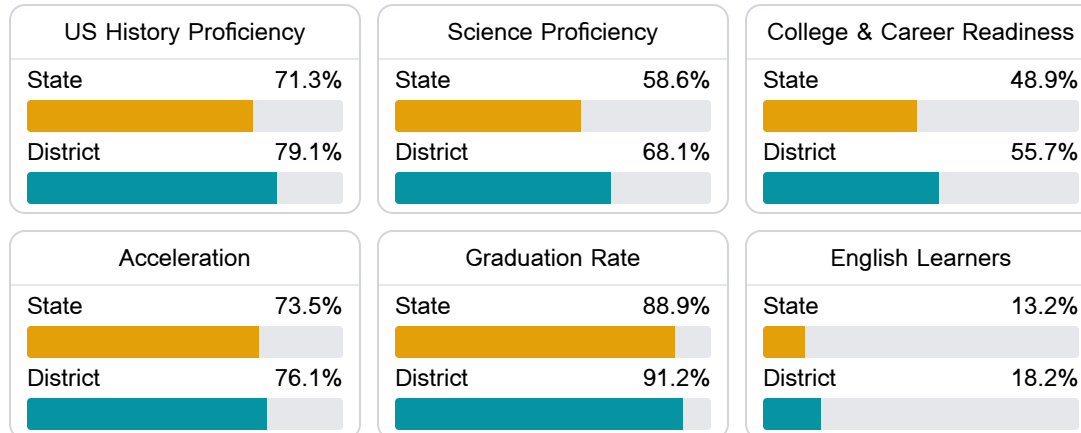 US History Proficiency
State 71.3%
District 79.1%
Science Proficiency
State 58.6%
District 68.1%
College & Career Readiness
State 48.9%
District 55.7%
Acceleration
State 73.5%
District 76.1%
Graduation Rate
State 88.9%
District 91.2%
English Learners
State 13.2%
District 18.2%